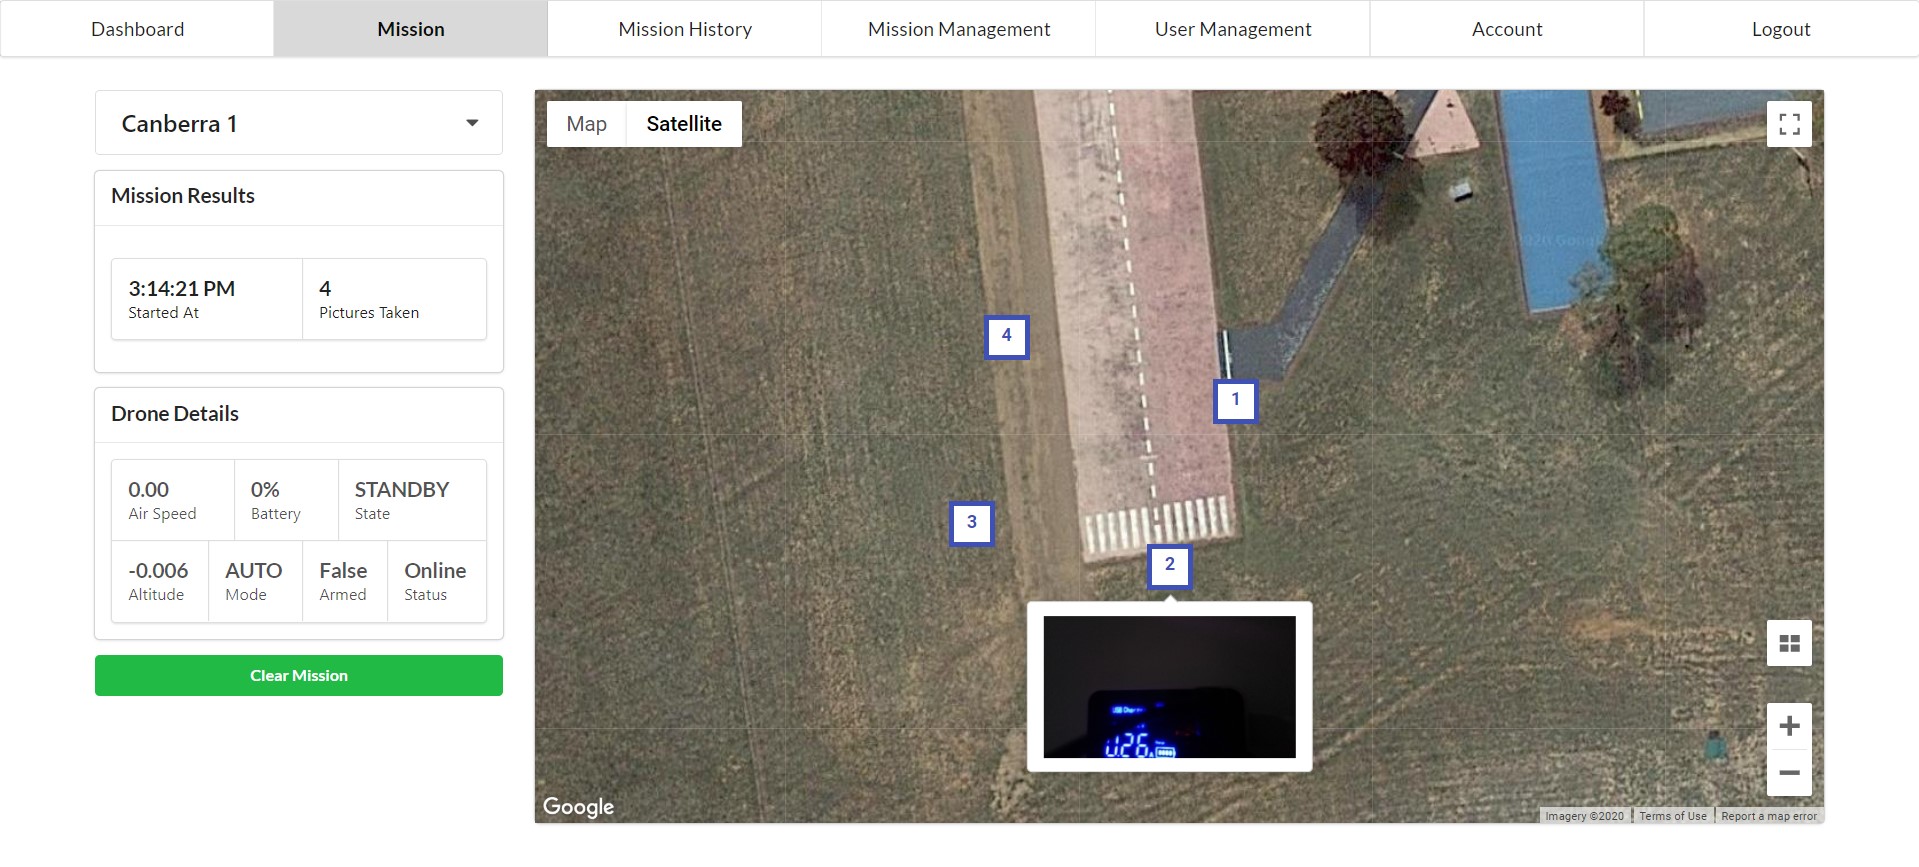 Dashboard
Mission
Mission History
Mission Management
User Management
Account
Logout
Canberra 1
Mission Results
3:14:21 PM
Started At
4
Pictures Taken
Drone Details
0.00
Air Speed
0%
Battery
STANDBY
State
-0.006
Altitude
AUTO
Mode
False
Armed
Online
Status
Clear Mission
Map
Satellite
4
1
3
2
Google
Imagery ©2020
Terms of Use
Report a map error